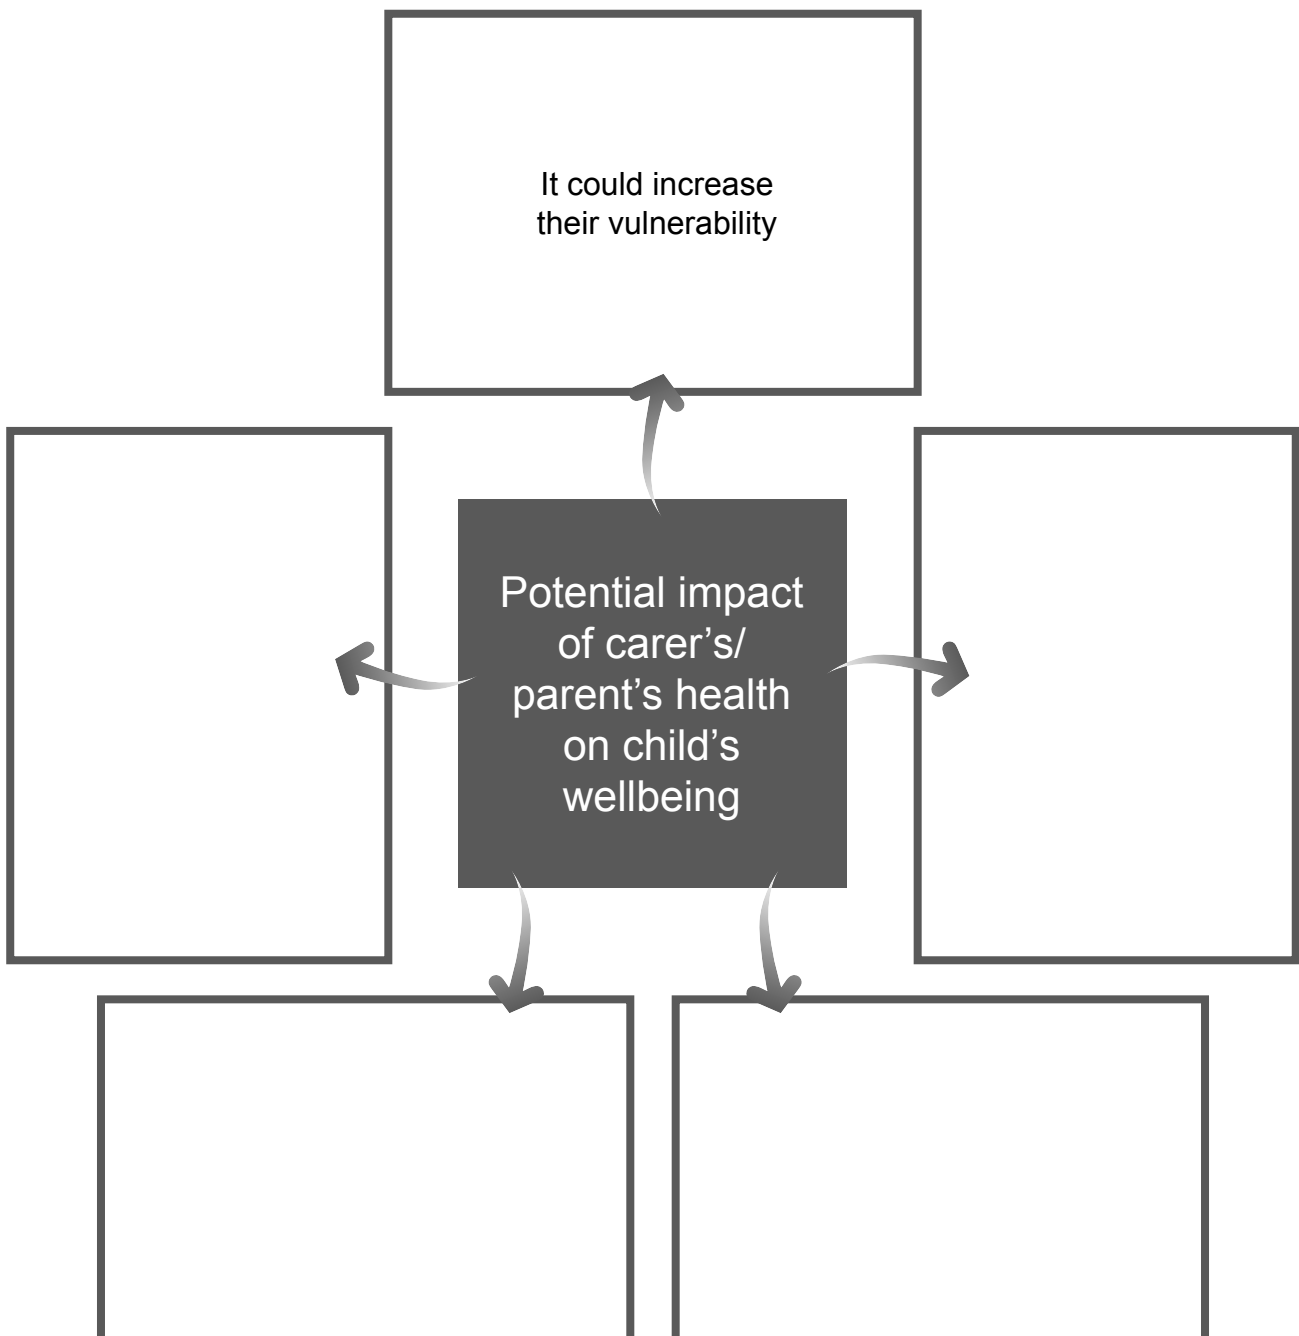 It could increase
their vulnerability
Potential impact
of carer’s/
parent’s health
on child’s
wellbeing